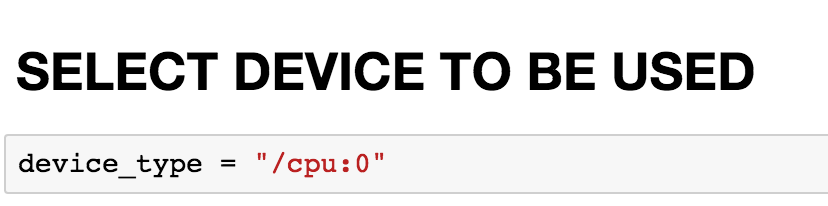 SELECT DEVICE TO BE USED
device_type = "/cpu:0"